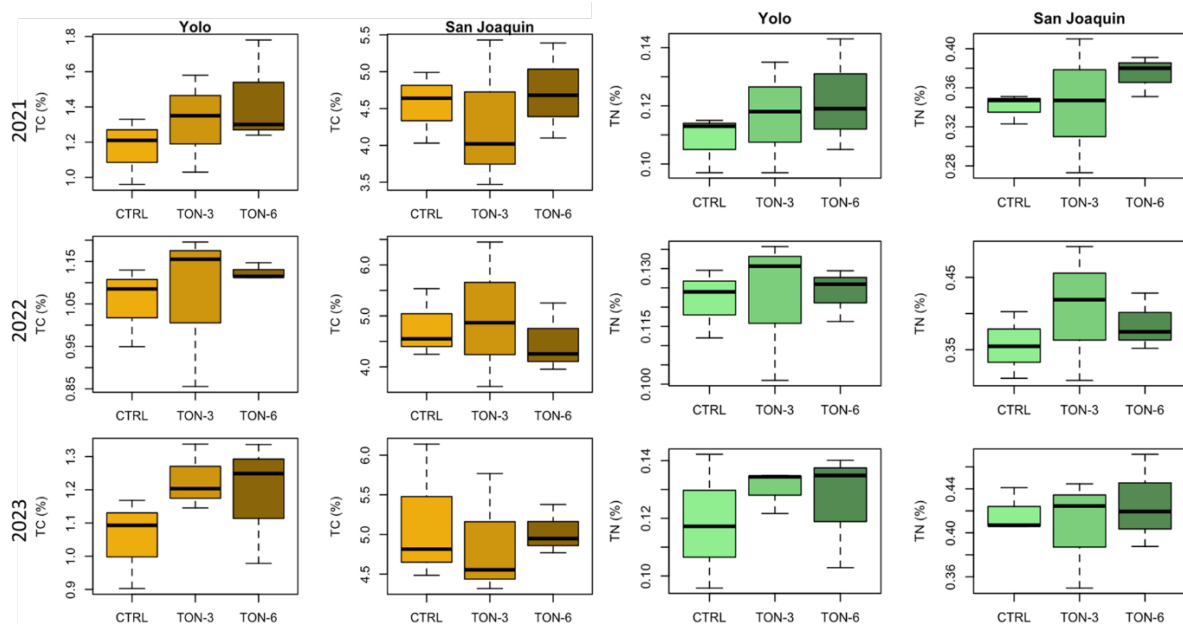 Yolo
San Joaquin
Yolo
San Joaquin
2021
TC (%)
1.0 1.2 1.4 1.6 1.8
CTRL TON-3 TON-6
TC (%)
3.5 4.0 4.5 5.0 5.5
CTRL TON-3 TON-6
TN (%)
0.10 0.12 0.14
CTRL TON-3 TON-6
TN (%)
0.28 0.32 0.36 0.40
CTRL TON-3 TON-6
2022
TC (%)
0.85 0.95 1.05 1.15
CTRL TON-3 TON-6
TC (%)
4.0 5.0 6.0
CTRL TON-3 TON-6
TN (%)
0.100 0.115 0.130
CTRL TON-3 TON-6
TN (%)
0.35 0.45
CTRL TON-3 TON-6
2023
TC (%)
0.9 1.0 1.1 1.2 1.3
CTRL TON-3 TON-6
TC (%)
4.5 5.0 5.5 6.0
CTRL TON-3 TON-6
TN (%)
0.10 0.12 0.14
CTRL TON-3 TON-6
TN (%)
0.36 0.40 0.44
CTRL TON-3 TON-6